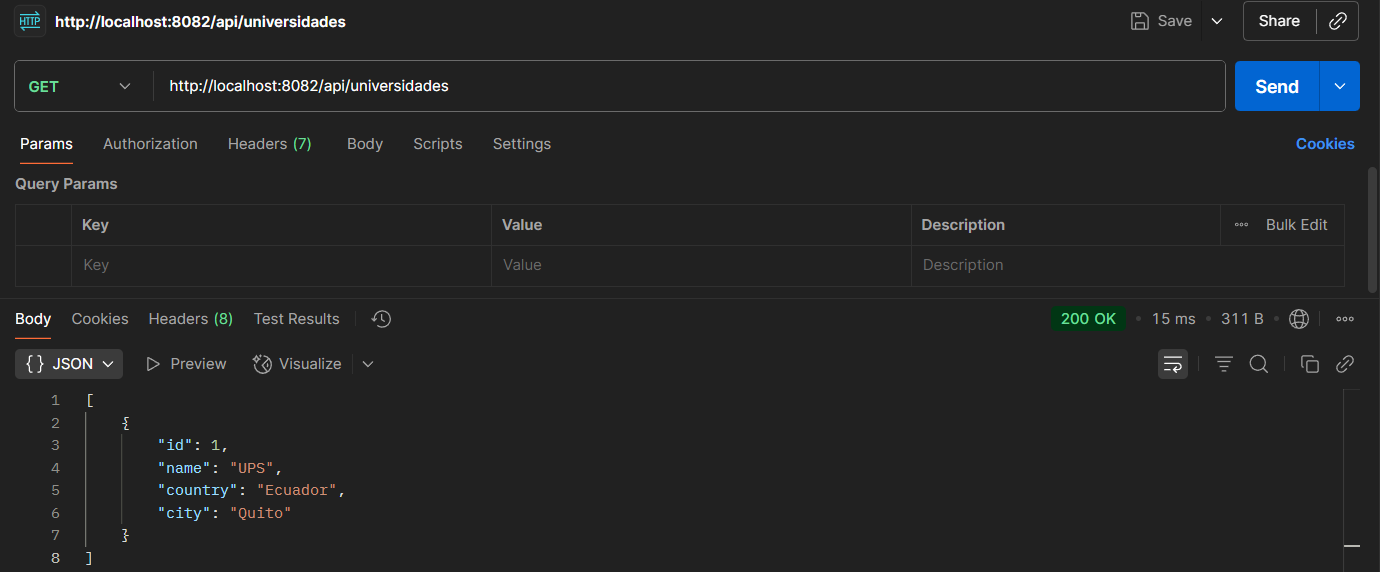 HTTP http://localhost:8082/api/universidades Save Share
GET http://localhost:8082/api/universidades Send
Params Authorization Headers (7) Body Scripts Settings Cookies
Query Params
Key Value Description Bulk Edit
Key Value Description
Body Cookies Headers (8) Test Results 200 OK • 15 ms • 311 B •
{} JSON Preview Visualize
1 [
2 {
3 "id": 1,
4 "name": "UPS",
5 "country": "Ecuador",
6 "city": "Quito"
7 }
8 ]